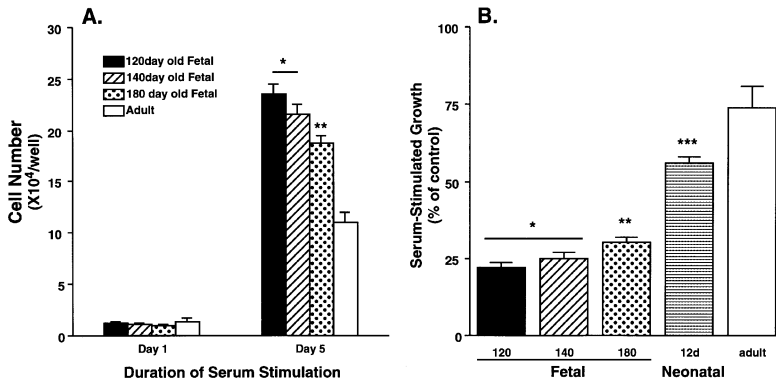 A.
30
25
20
15
10
5
0
Cell Number
(X10⁴/well)
120day old Fetal
140day old Fetal
180 day old Fetal
Adult
*
**
Day 1
Day 5
Duration of Serum Stimulation
B.
100
75
50
25
0
Serum-Stimulated Growth
(% of control)
*
**
***
120
140
180
12d
adult
Fetal
Neonatal